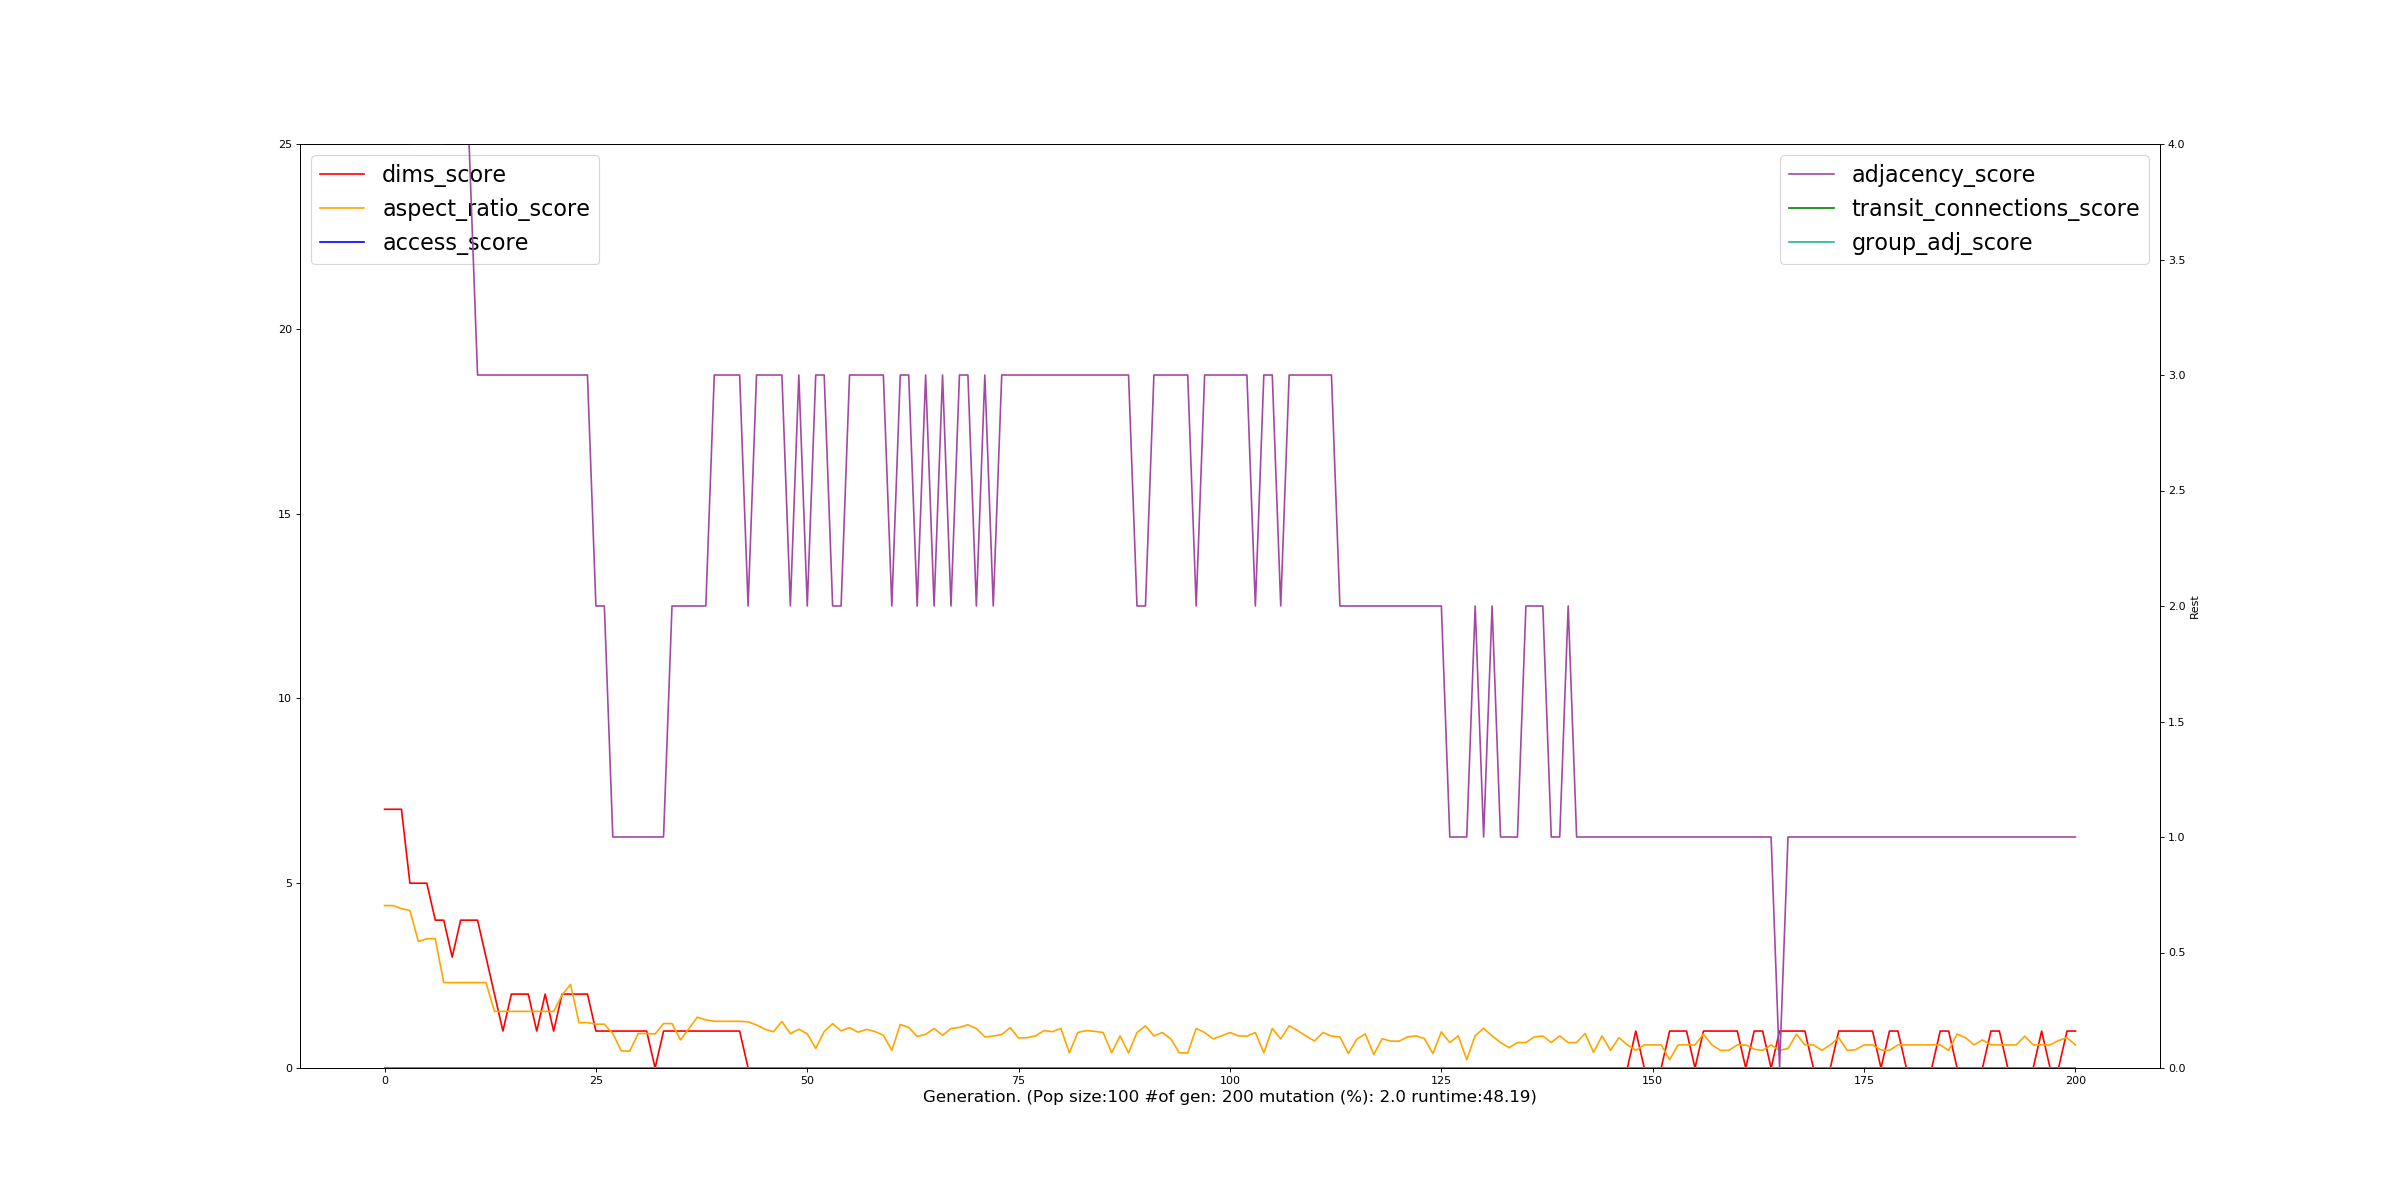 25
20
15
10
5
0
dims_score
aspect_ratio_score
access_score
adjacency_score
transit_connections_score
group_adj_score
4.0
3.5
3.0
2.5
2.0
1.5
1.0
0.5
0.0
Rest
0 25 50 75 100 125 150 175 200
Generation. (Pop size:100 #of gen: 200 mutation (%): 2.0 runtime:48.19)